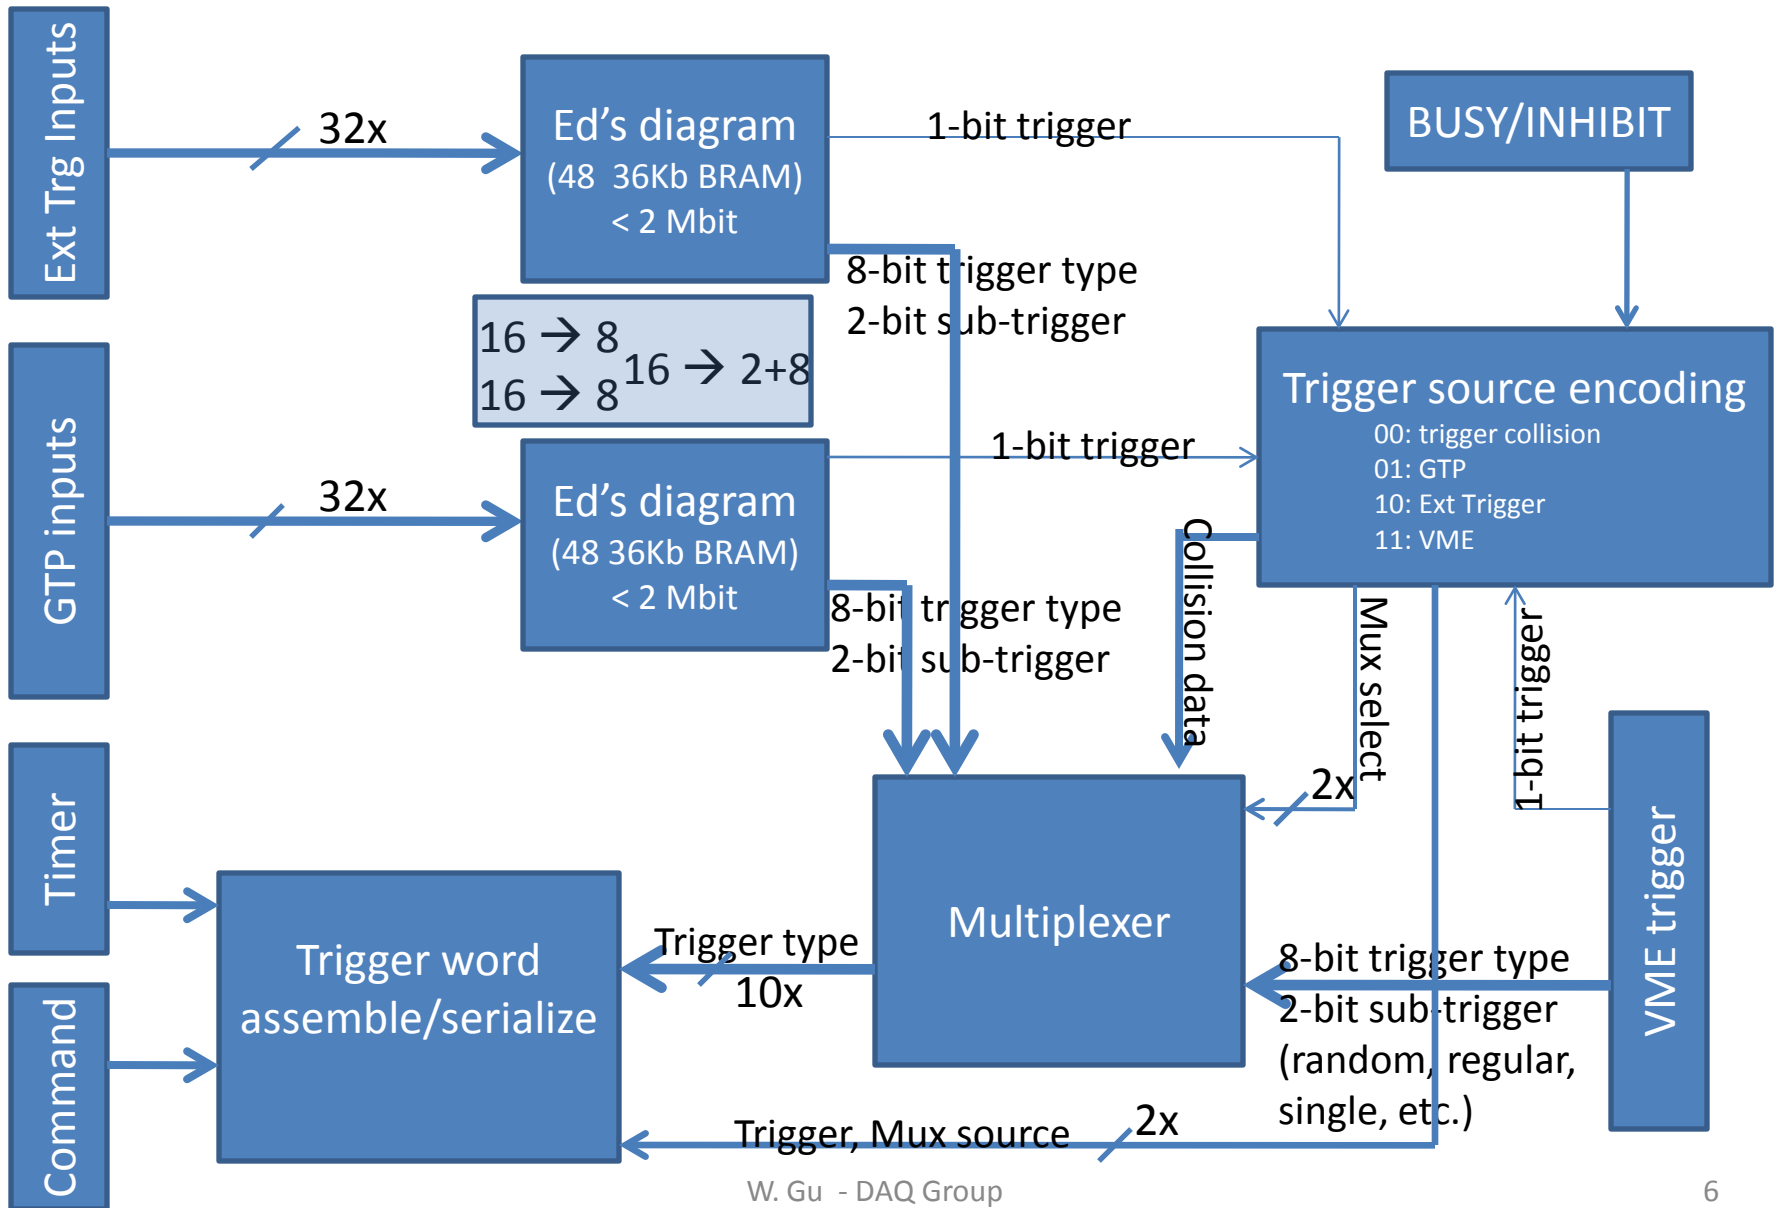 Ext Trg Inputs
32x
Ed's diagram
(48 36Kb BRAM)
< 2 Mbit
1-bit trigger
BUSY/INHIBIT
8-bit trigger type
2-bit sub-trigger
16 → 8
16 → 8
16 → 2+8
GTP inputs
32x
Ed's diagram
(48 36Kb BRAM)
< 2 Mbit
1-bit trigger
8-bit trigger type
2-bit sub-trigger
Trigger source encoding
00: trigger collision
01: GTP
10: Ext Trigger
11: VME
Collision data
Mux select
2x
1-bit trigger
VME trigger
Timer
Command
Trigger word
assemble/serialize
Trigger type
10x
Multiplexer
8-bit trigger type
2-bit sub-trigger
(random, regular,
single, etc.)
Trigger, Mux source
2x
W. Gu - DAQ Group
6